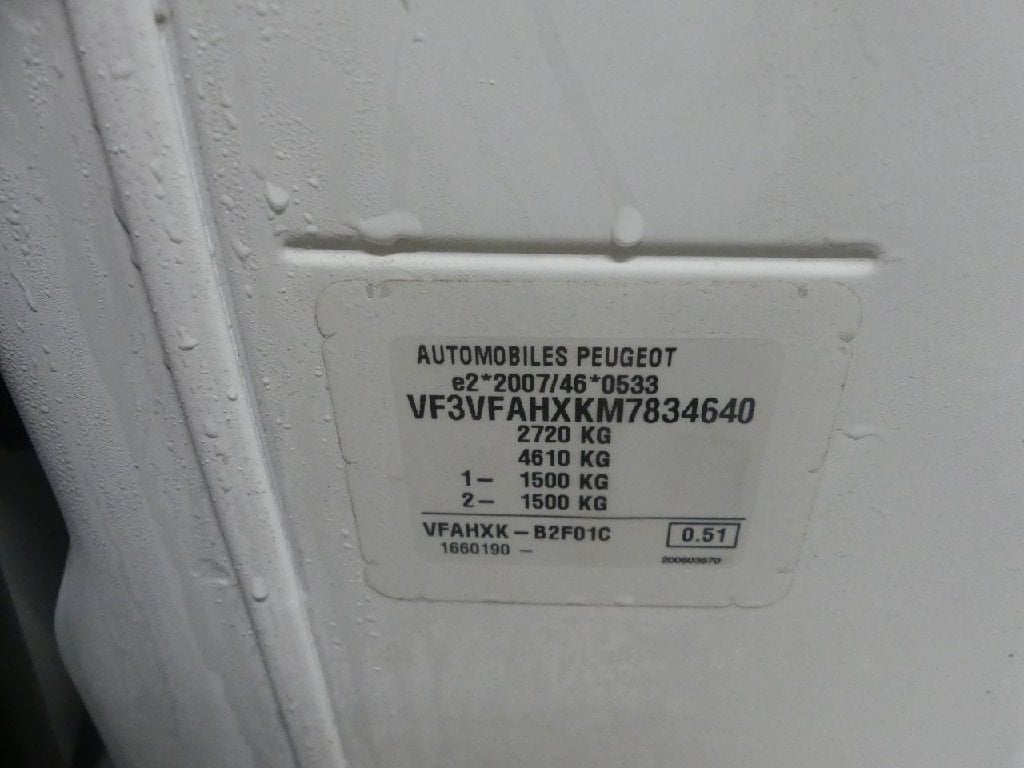 AUTOMOBILES PEUGEOT
e2*2007/46*0533
VF3VFAHXKM7834640
2720 KG
4610 KG
1– 1500 KG
2– 1500 KG
VFAHXK – B2F01C 0.51
1660190 –